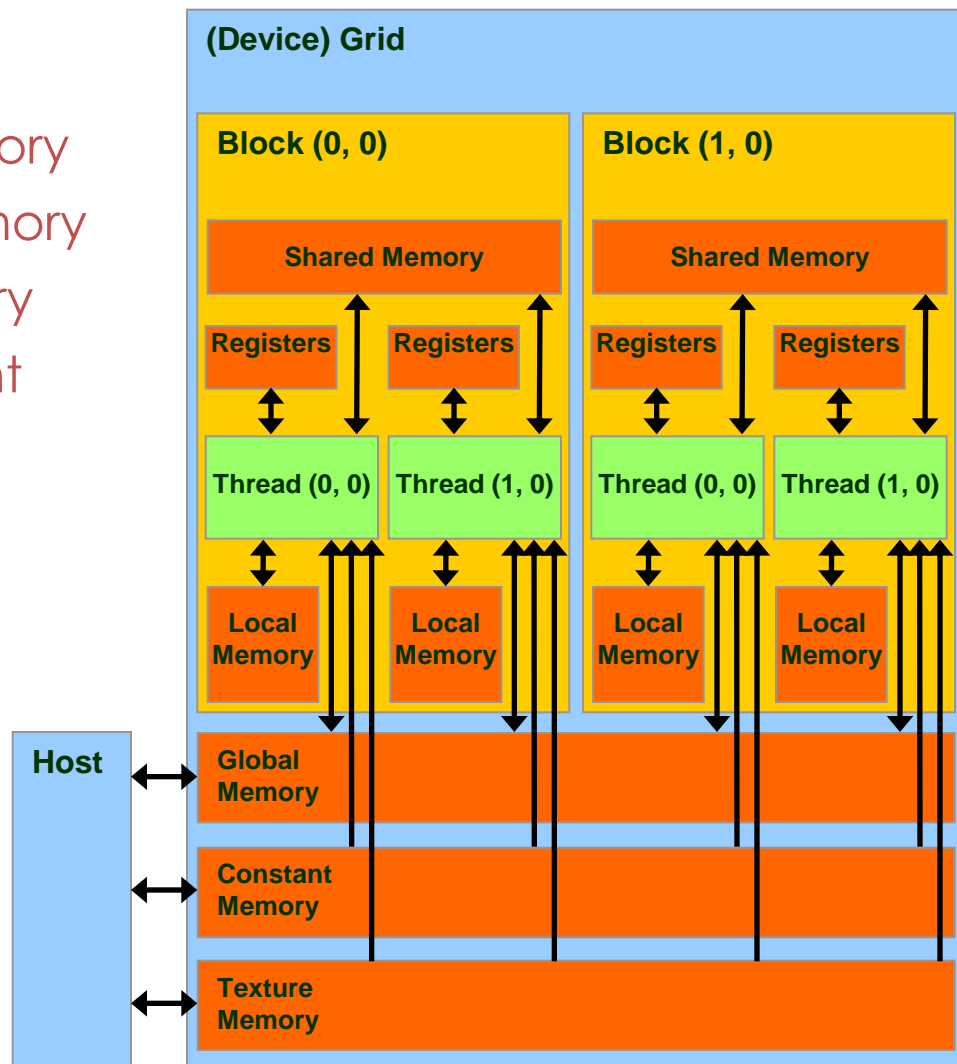 (Device) Grid
ory
nory
ry
nt
Block (0, 0)
Block (1, 0)
Shared Memory
Shared Memory
Registers
Registers
Registers
Registers
Thread (0, 0)
Thread (1, 0)
Thread (0, 0)
Thread (1, 0)
Local
Memory
Local
Memory
Local
Memory
Local
Memory
Host
Global
Memory
Constant
Memory
Texture
Memory